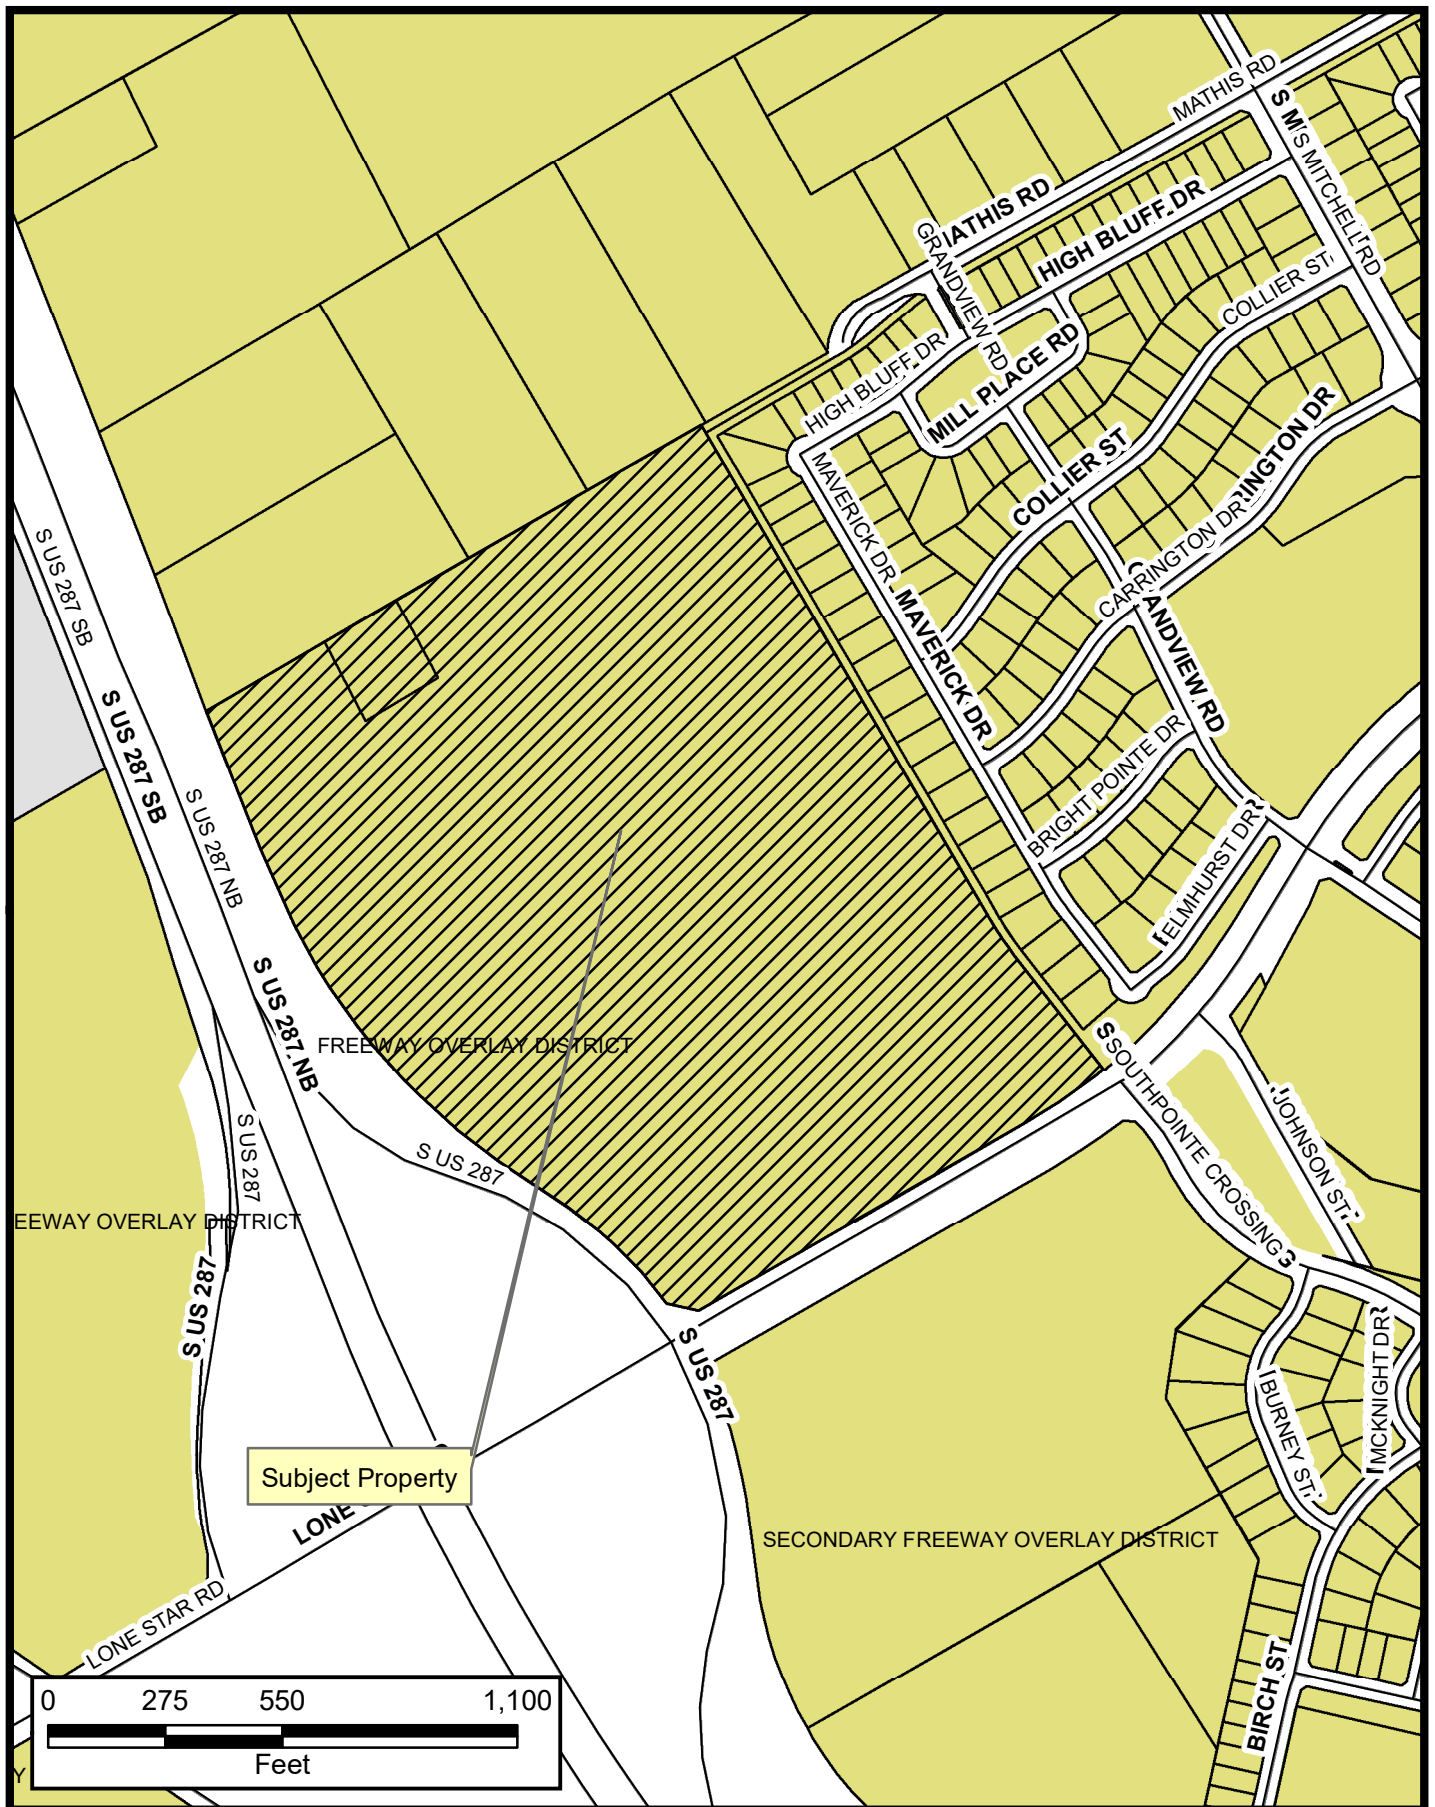 MATHIS RD
S M
S MITCHELL RD
MATHIS RD
HIGH BLUFF DR
GRANDVIEW RD
COLLIER ST
HIGH BLUFF DR
MILL PLACE RD
RINGTON DR
COLLIER ST
MAVERICK DR
CARRINGTON DR
S US 287 SB
MAVERICK DR
ANDVIEW RD
S US 287 SB
BRIGHT POINTE DR
S US 287 NB
ELMHURST DR
S US 287 NB
FREEWAY OVERLAY DISTRICT
S
SOUTHPOINTE CROSSING
JOHNSON ST
S US 287
S US 287
EEWAY OVERLAY DISTRICT
S US 287
S US 287
MCKNIGHT DR
BURNEY ST
Subject Property
LONE
SECONDARY FREEWAY OVERLAY DISTRICT
LONE STAR RD
BIRCH ST
0 275 550 1,100
Feet
Y